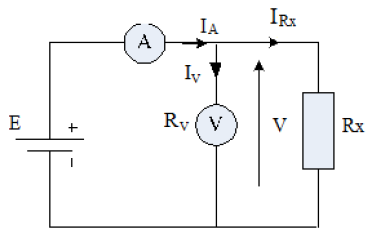 A
I_A
I_Rx
I_V
E
+
-
R_V
V
V
Rx